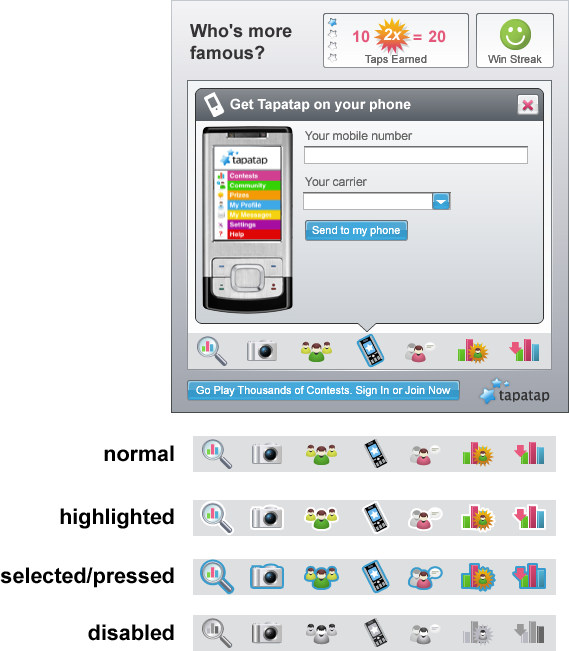 Who's more
famous?
10 2x = 20
Taps Earned
Win Streak
Get Tapatap on your phone
Your mobile number
tapatap
Contests
Community
Prizes
My Profile
My Messages
Settings
Help
Your carrier
Send to my phone
Go Play Thousands of Contests. Sign In or Join Now
tapatap
normal
highlighted
selected/pressed
disabled